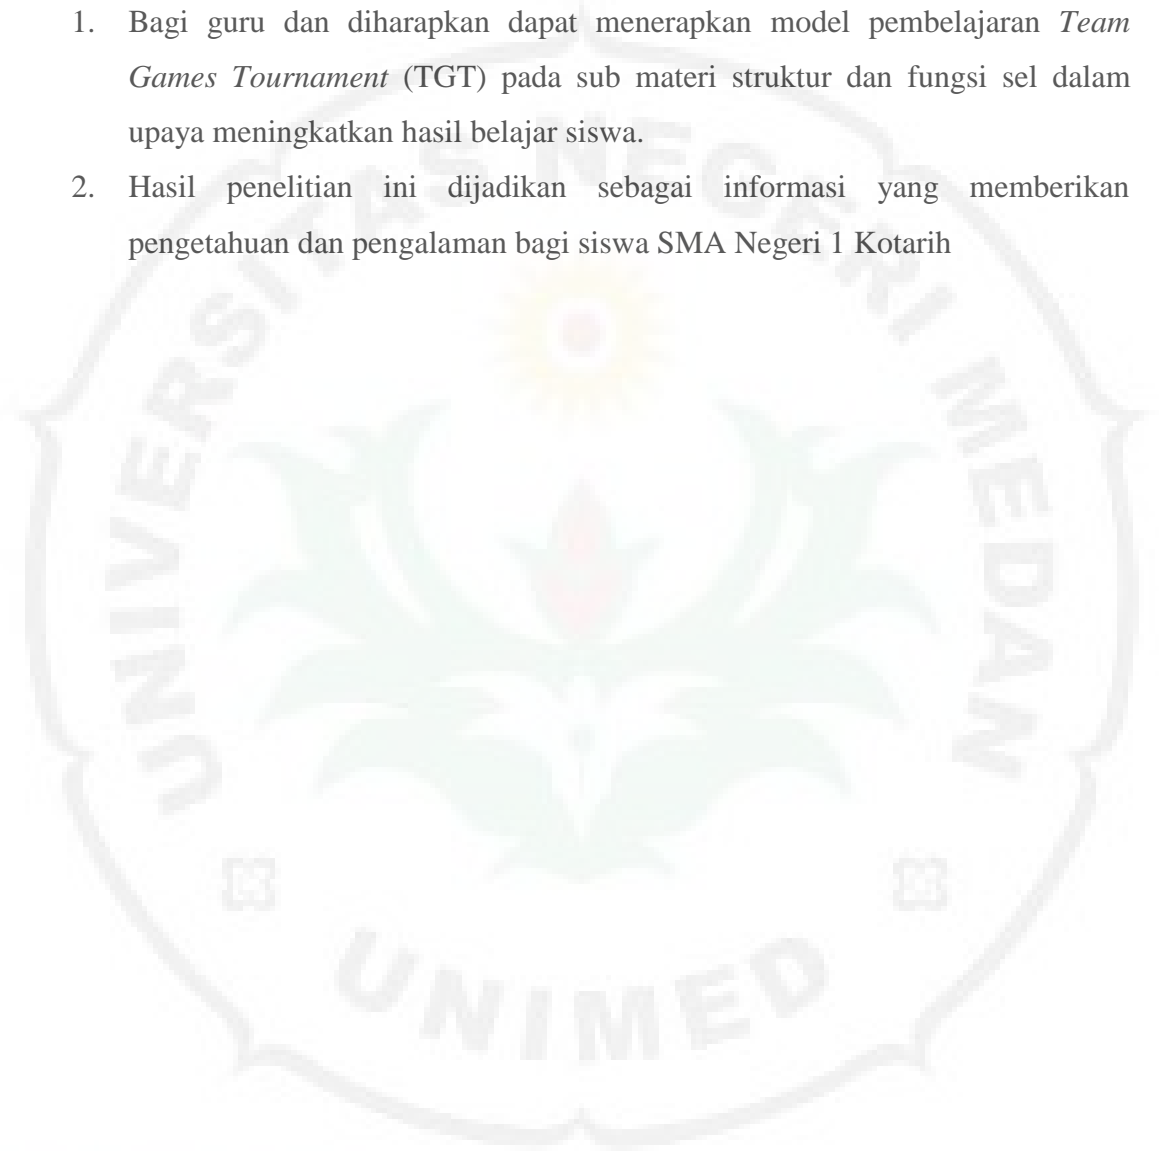 1. Bagi guru dan diharapkan dapat menerapkan model pembelajaran Team
Games Tournament (TGT) pada sub materi struktur dan fungsi sel dalam
upaya meningkatkan hasil belajar siswa.
2. Hasil penelitian ini dijadikan sebagai informasi yang memberikan
pengetahuan dan pengalaman bagi siswa SMA Negeri 1 Kotarih
UNIVERSITAS NEGERI MEDAN
UNIMED